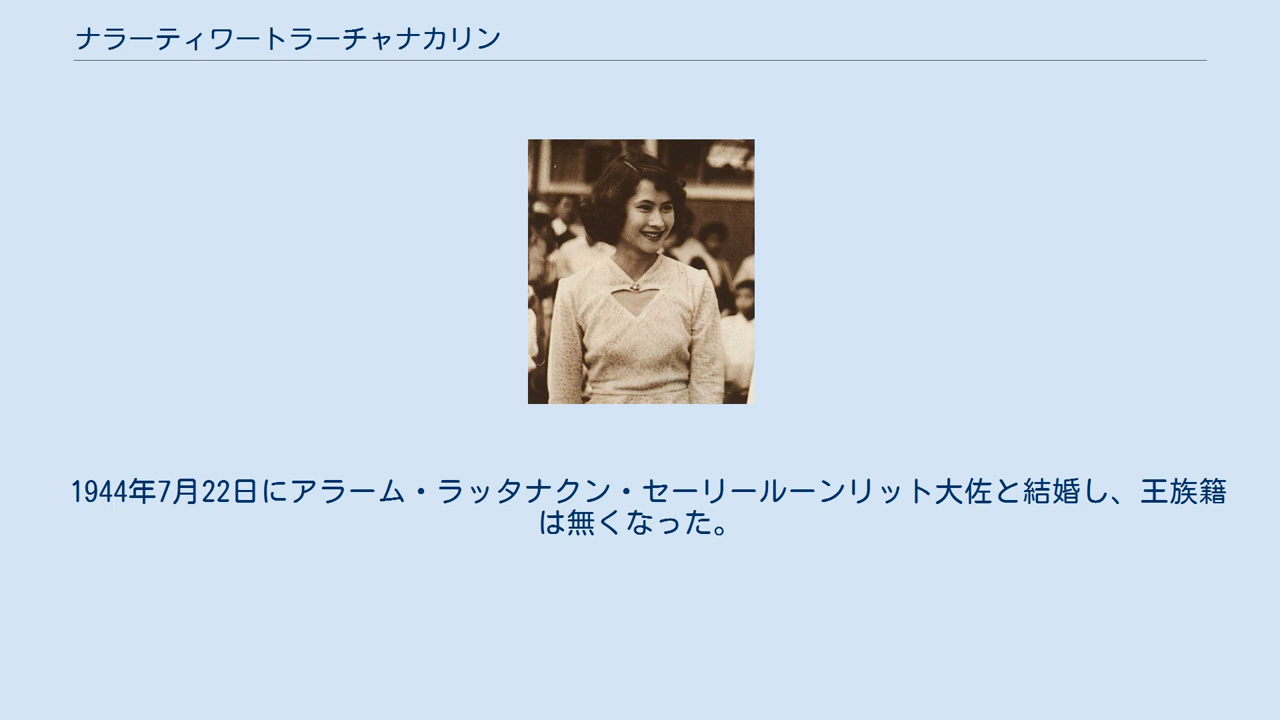 ナラーティワートラーチャナカリン
1944年7月22日にアラーム・ラッタナクン・セーリールーンリット大佐と結婚し、王族籍
は無くなった。